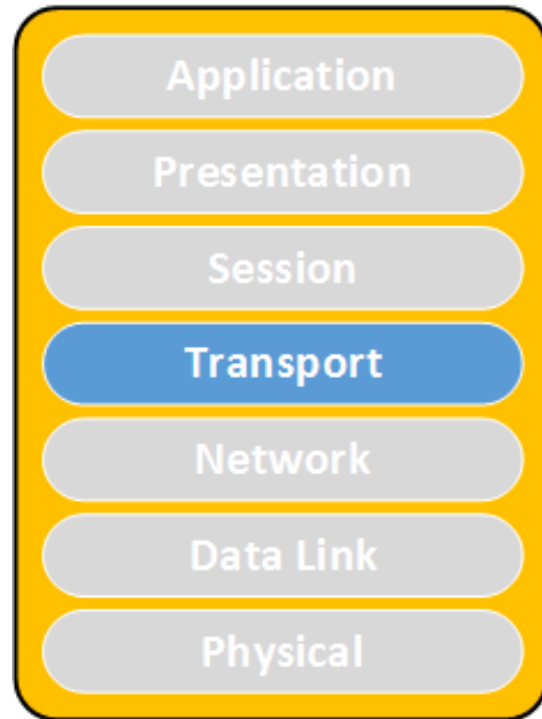 Application
Presentation
Session
Transport
Network
Data Link
Physical